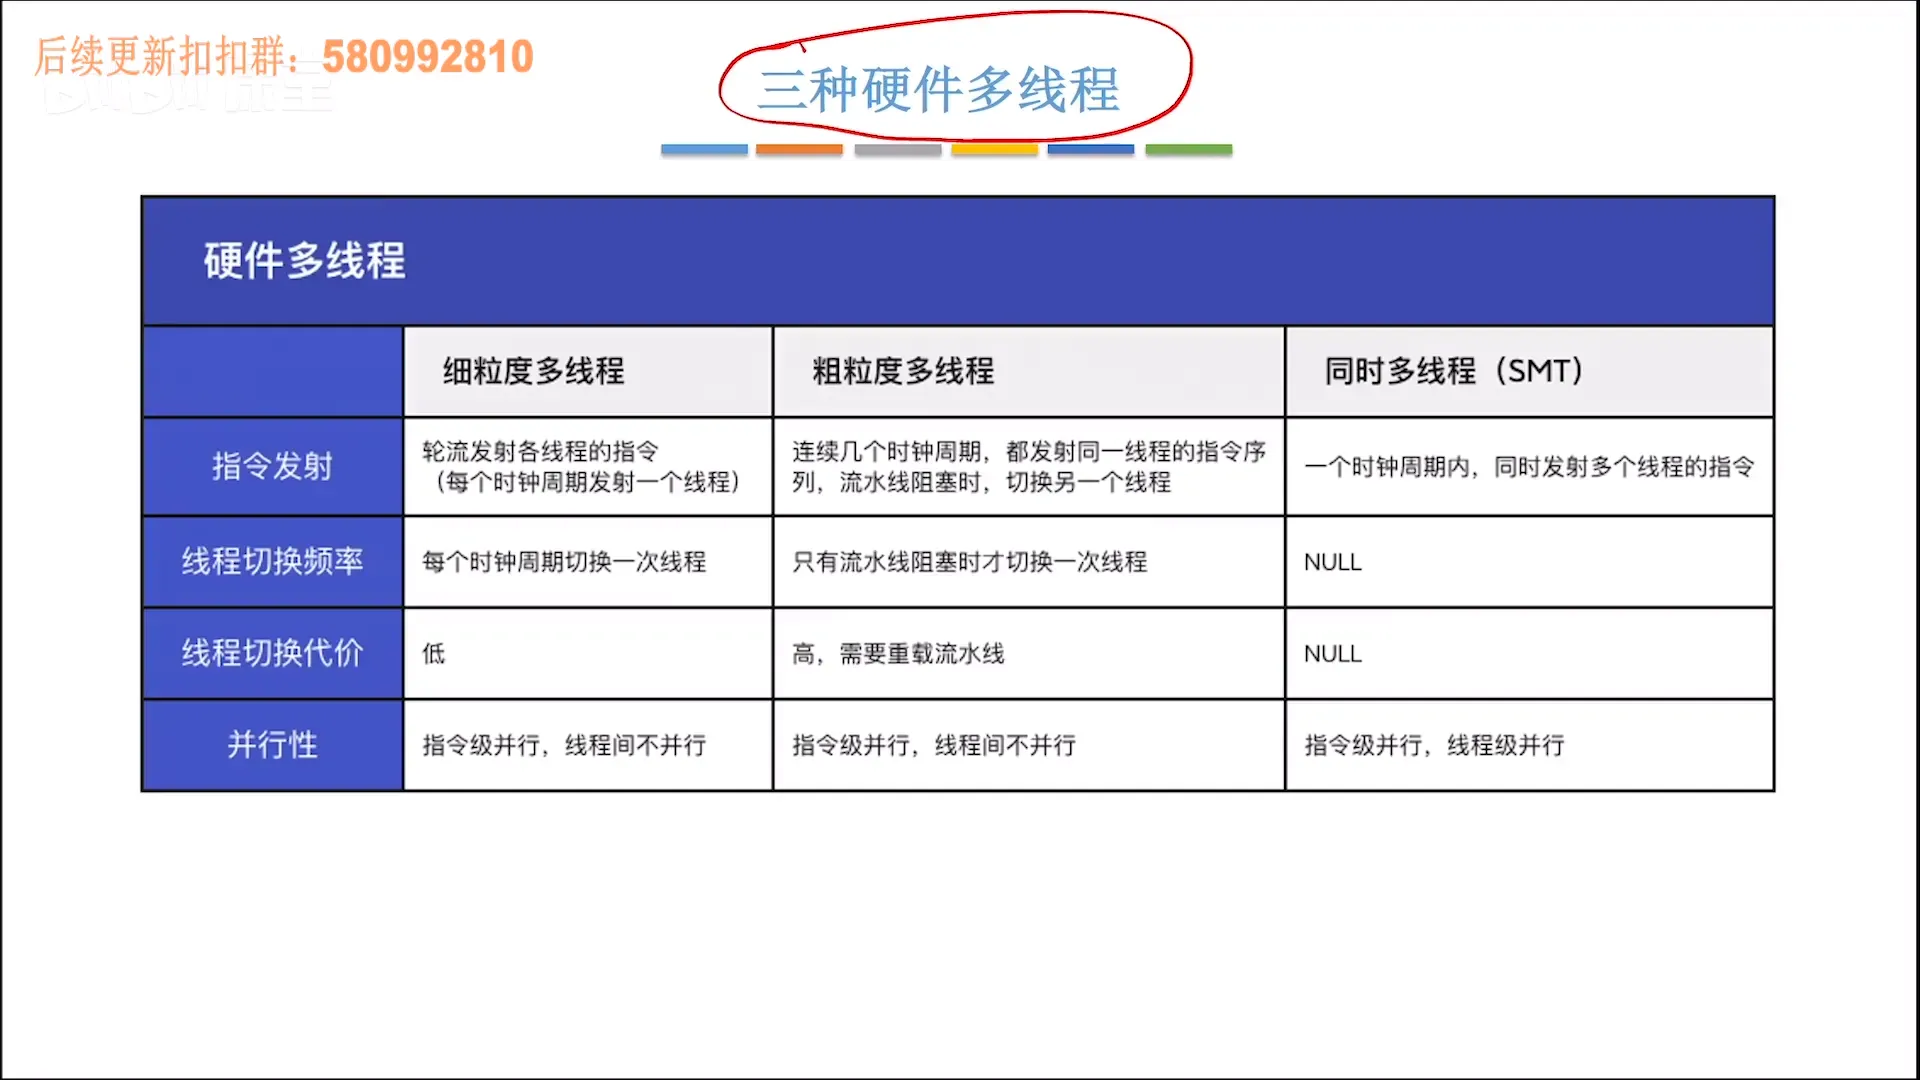 后续更新扣扣群：580992810
三种硬件多线程
硬件多线程
细粒度多线程
粗粒度多线程
同时多线程（SMT）
指令发射
轮流发射各线程的指令
（每个时钟周期发射一个线程）
连续几个时钟周期，都发射同一线程的指令序
列，流水线阻塞时，切换另一个线程
一个时钟周期内，同时发射多个线程的指令
线程切换频率
每个时钟周期切换一次线程
只有流水线阻塞时才切换一次线程
NULL
线程切换代价
低
高，需要重载流水线
NULL
并行性
指令级并行，线程间不并行
指令级并行，线程间不并行
指令级并行，线程级并行